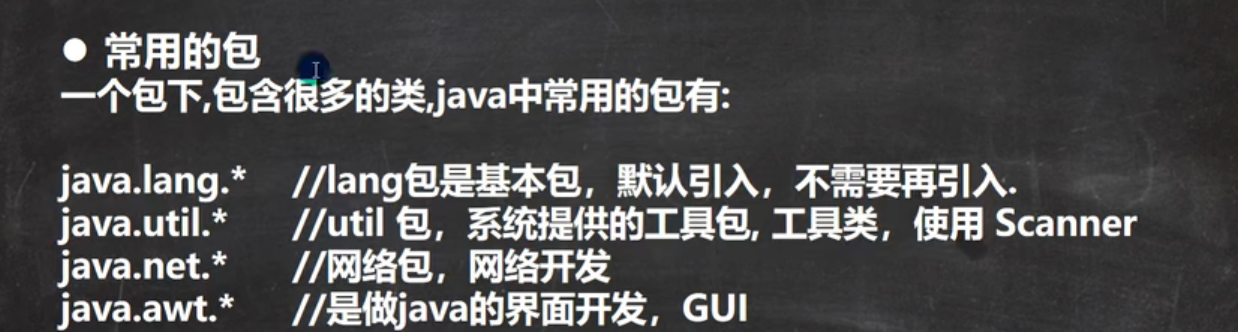 ● 常用的包
一个包下,包含很多的类,java中常用的包有:
java.lang.* //lang包是基本包，默认引入，不需要再引入.
java.util.* //util 包，系统提供的工具包, 工具类，使用 Scanner
java.net.* //网络包，网络开发
java.awt.* //是做java的界面开发，GUI